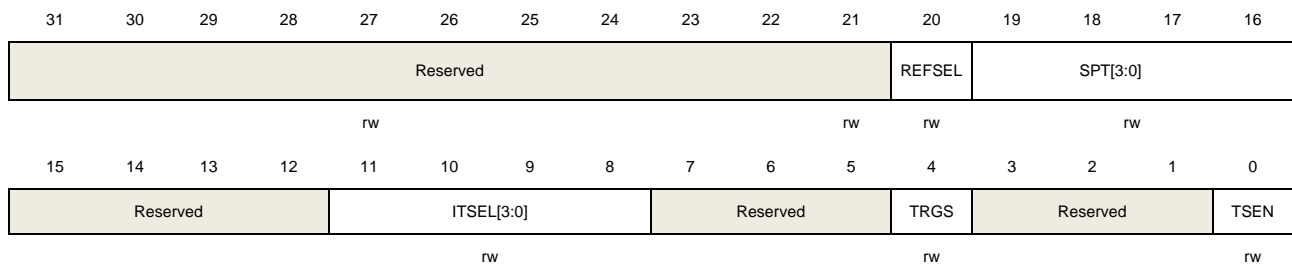 31 30 29 28 27 26 25 24 23 22 21 20 19 18 17 16
Reserved REFSEL SPT[3:0]
rw rw rw rw
15 14 13 12 11 10 9 8 7 6 5 4 3 2 1 0
Reserved ITSEL[3:0] Reserved TRGS Reserved TSEN
rw rw rw